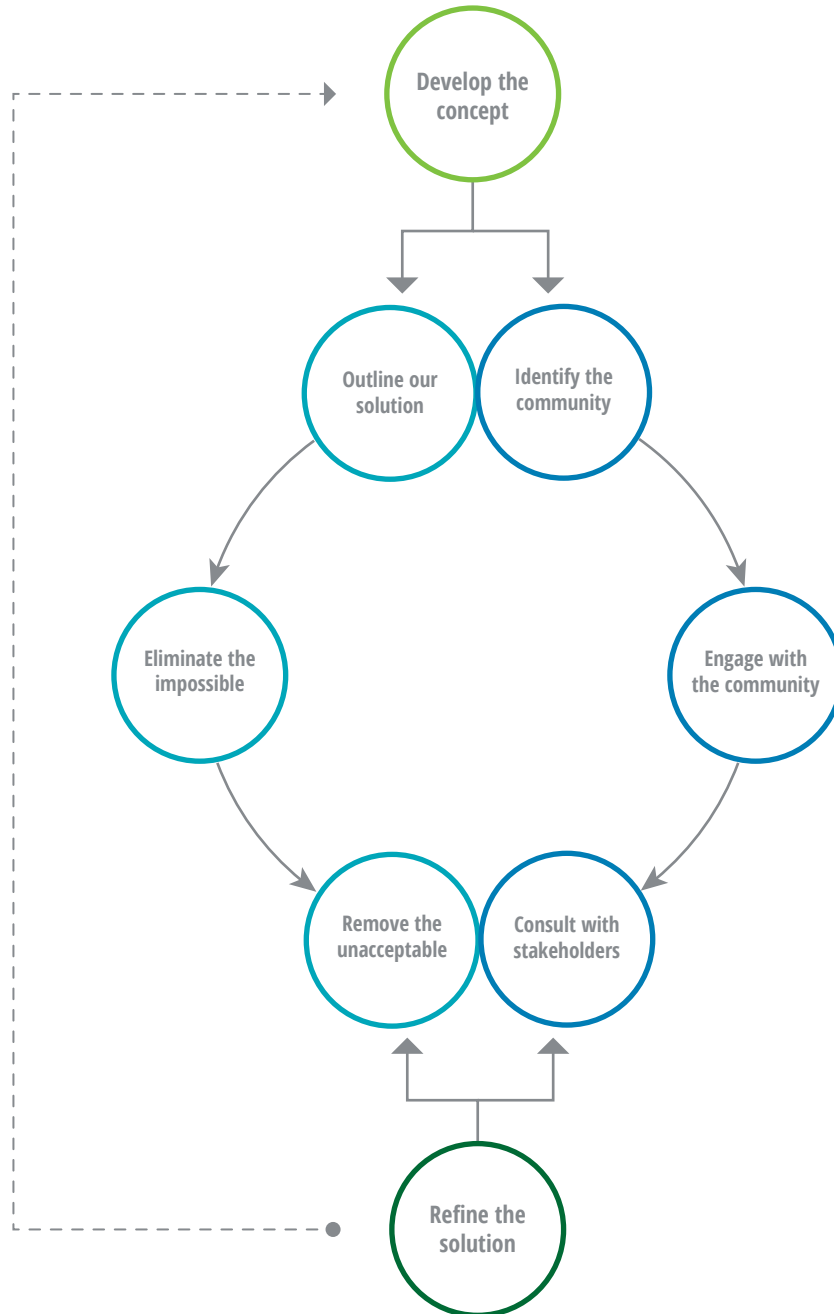 Develop the
concept
Outline our
solution
Identify the
community
Eliminate the
impossible
Engage with
the community
Remove the
unacceptable
Consult with
stakeholders
Refine the
solution